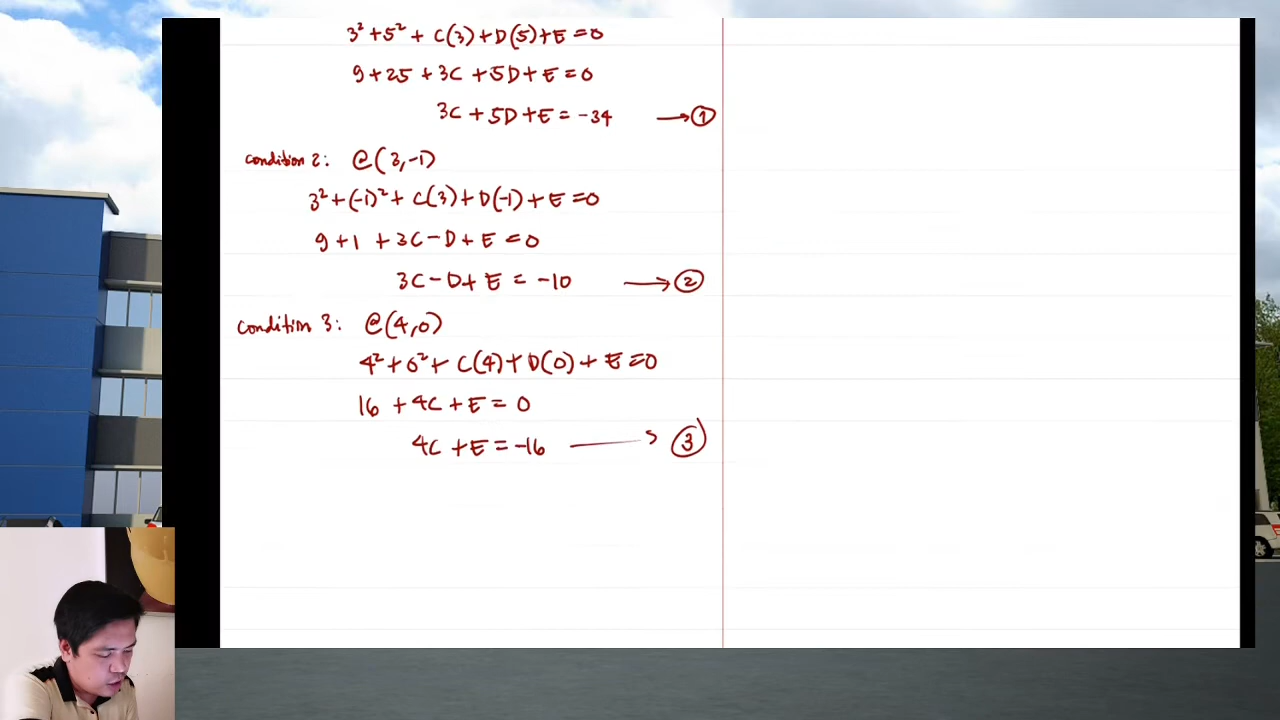 3² + 5² + C(3) + D(5) + E = 0
9 + 25 + 3C + 5D + E = 0
3C + 5D + E = -34 → ①
condition 2: @(3,-1)
3² + (-1)² + C(3) + D(-1) + E = 0
9 + 1 + 3C - D + E = 0
3C - D + E = -10 → ②
condition 3: @(4,0)
4² + 0² + C(4) + D(0) + E = 0
16 + 4C + E = 0
4C + E = -16 → ③